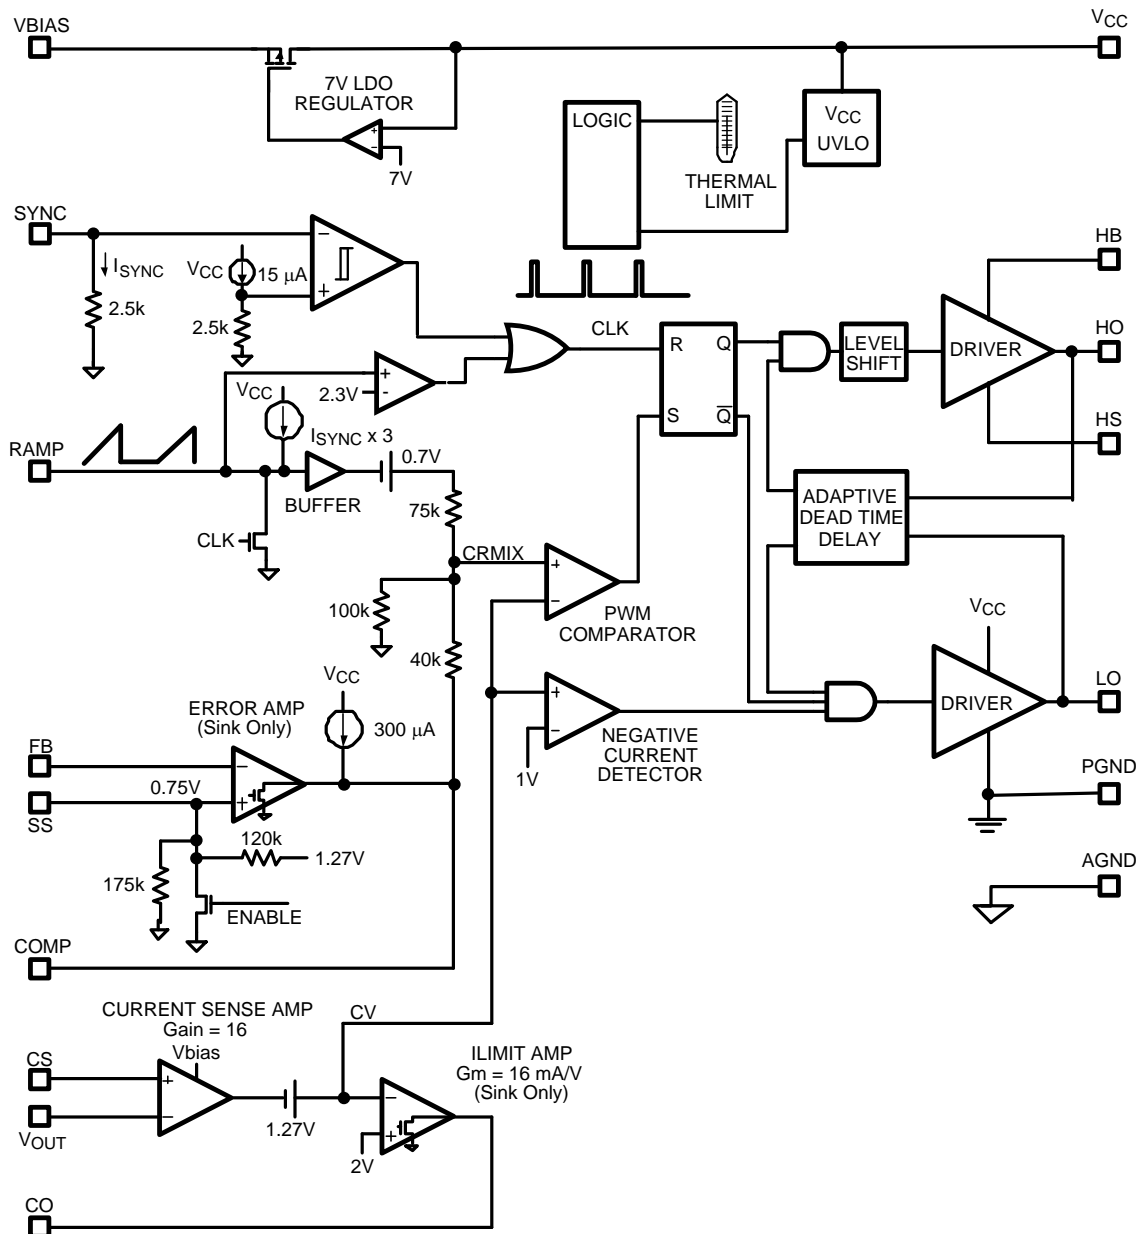 VBIAS
VCC
7V LDO
REGULATOR
+
-
7V
LOGIC
THERMAL
LIMIT
VCC
UVLO
SYNC
ISYNC
2.5k
VCC
15 µA
2.5k
−
+
HB
HO
HS
CLK
R
Q
S
Q̅
LEVEL
SHIFT
DRIVER
VCC
2.3V
+
-
RAMP
ISYNC x 3
BUFFER
0.7V
75k
CLK
CRMIX
100k
40k
+
−
PWM
COMPARATOR
ADAPTIVE
DEAD TIME
DELAY
VCC
DRIVER
LO
PGND
AGND
ERROR AMP
(Sink Only)
VCC
300 µA
+
−
1V
NEGATIVE
CURRENT
DETECTOR
FB
0.75V
SS
−
+
120k
1.27V
175k
ENABLE
COMP
CURRENT SENSE AMP
Gain = 16
Vbias
CV
CS
+
−
VOUT
1.27V
ILIMIT AMP
Gm = 16 mA/V
(Sink Only)
−
+
2V
CO